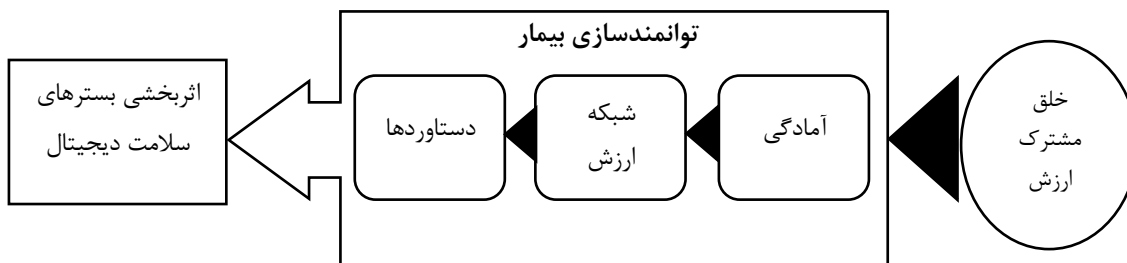 توانمندسازی بیمار
خلق
مشترک
ارزش
آمادگی
شبکه
ارزش
دستاوردها
اثربخشی بسترهای
سلامت دیجیتال